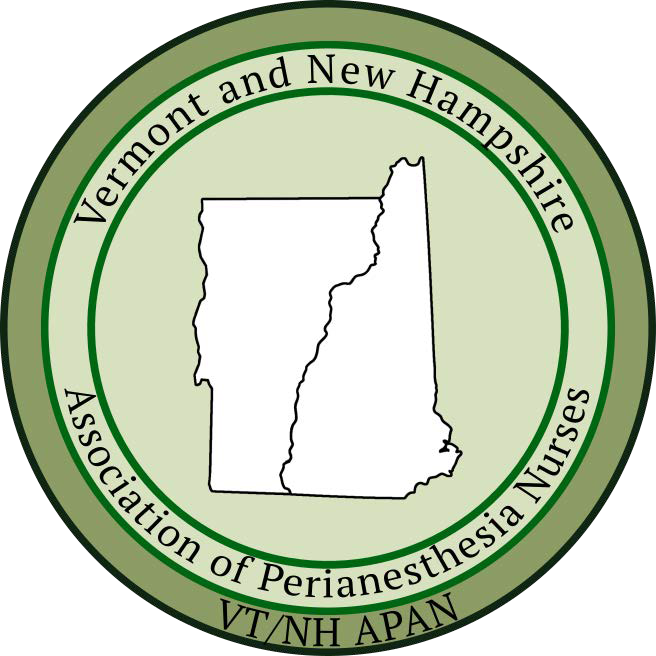 Vermont and New Hampshire
Association of Perianesthesia Nurses
VT/NH APAN